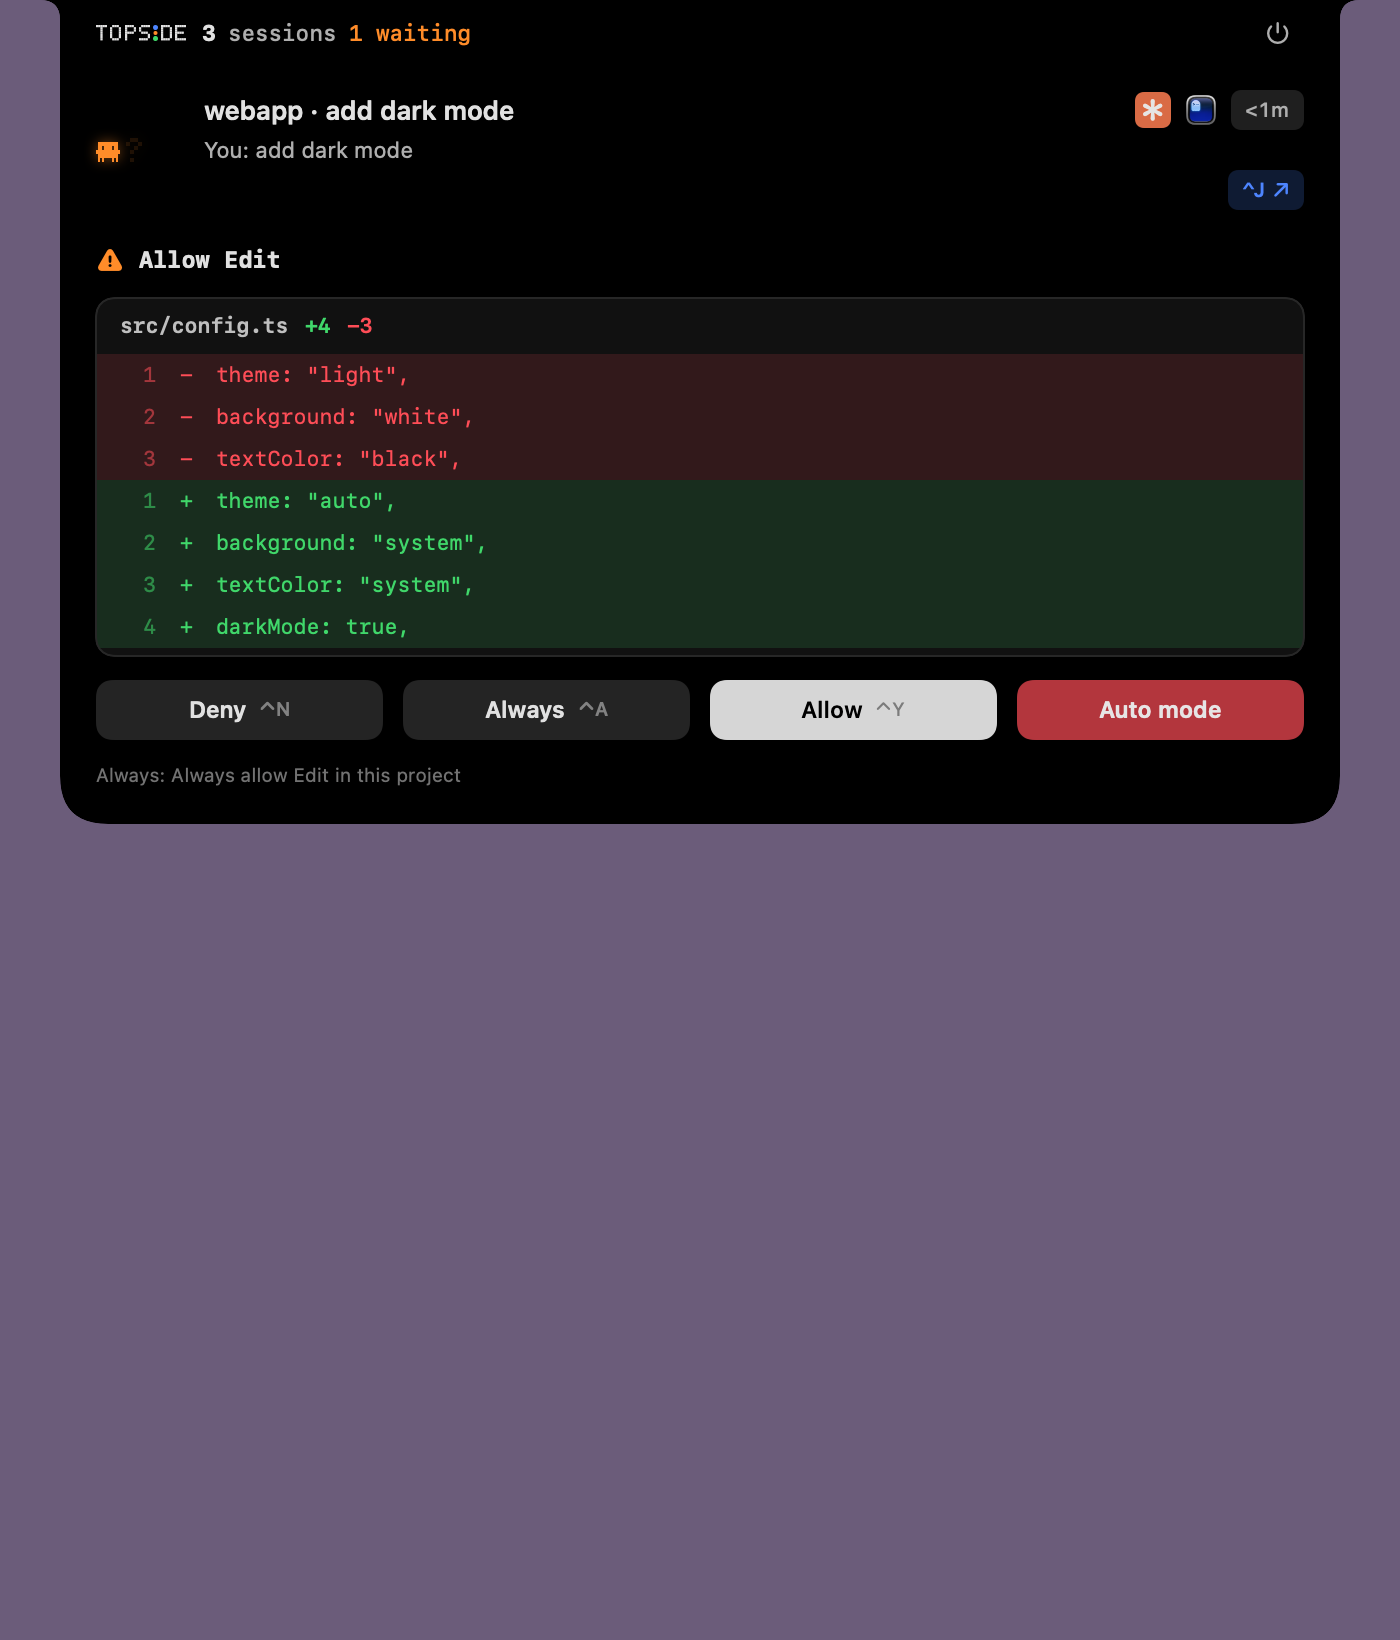 TOPSIDE 3 sessions 1 waiting
webapp · add dark mode
<1m
You: add dark mode
^J ↗
Allow Edit
src/config.ts +4 −3
1 − theme: "light",
2 − background: "white",
3 − textColor: "black",
1 + theme: "auto",
2 + background: "system",
3 + textColor: "system",
4 + darkMode: true,
Deny ^N Always ^A Allow ^Y Auto mode
Always: Always allow Edit in this project